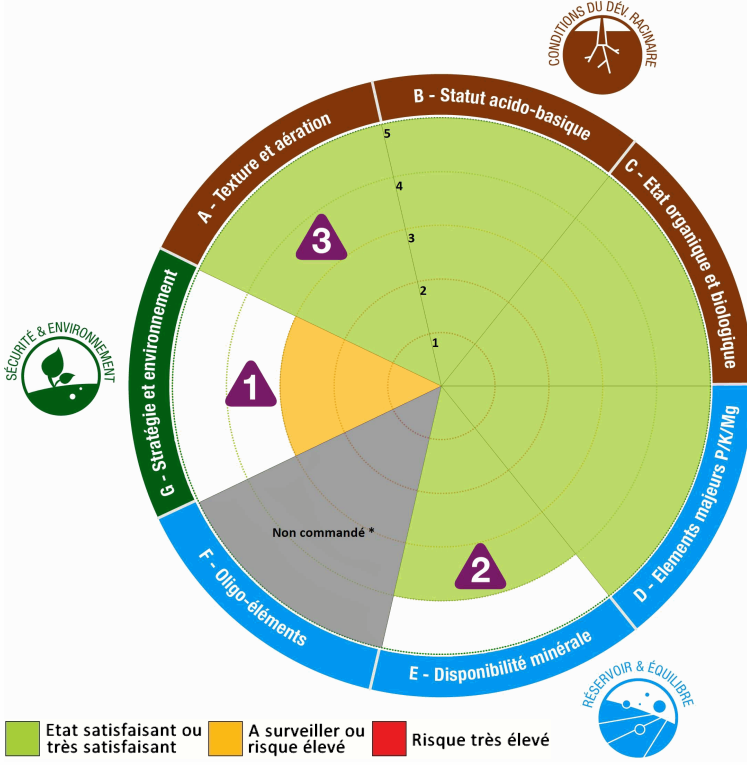 CONDITIONS DU DÉV. RACINAIRE
B - Statut acido-basique
A - Texture et aération
C - Etat organique et biologique
5
4
3
2
1
3
SÉCURITÉ & ENVIRONNEMENT
G - Stratégie et environnement
1
D - Elements majeurs P/K/Mg
Non commandé *
2
F - Oligo-éléments
E - Disponibilité minérale
RÉSERVOIR & ÉQUILIBRE
Etat satisfaisant ou
très satisfaisant
A surveiller ou
risque élévé
Risque très élevé